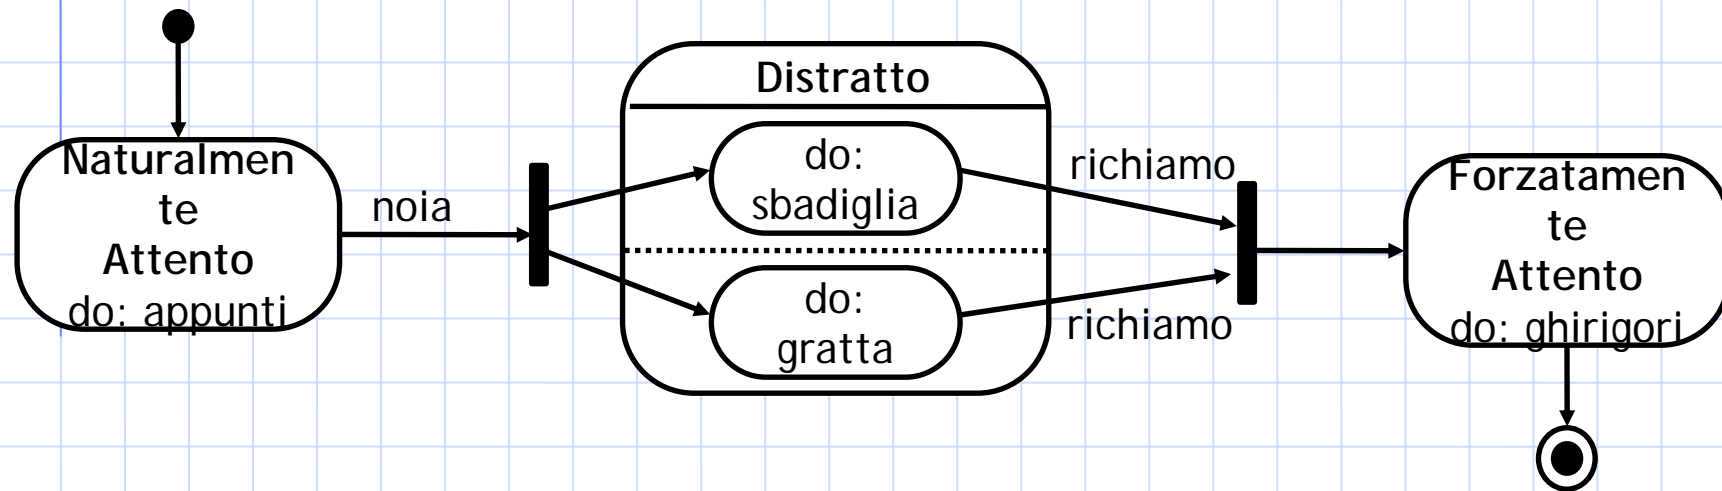 Naturalmen
te
Attento
do: appunti
noia
Distratto
do:
sbadiglia
do:
gratta
richiamo
richiamo
Forzatamen
te
Attento
do: ghirigori